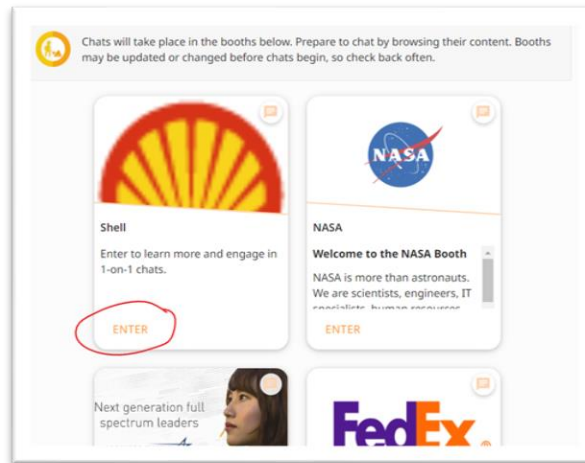 Chats will take place in the booths below. Prepare to chat by browsing their content. Booths
may be updated or changed before chats begin, so check back often.
NASA
Shell
Enter to learn more and engage in
1-on-1 chats.
ENTER
NASA
Welcome to the NASA Booth
NASA is more than astronauts.
We are scientists, engineers, IT
specialists, human resources
ENTER
Next generation full
spectrum leaders
FedEx